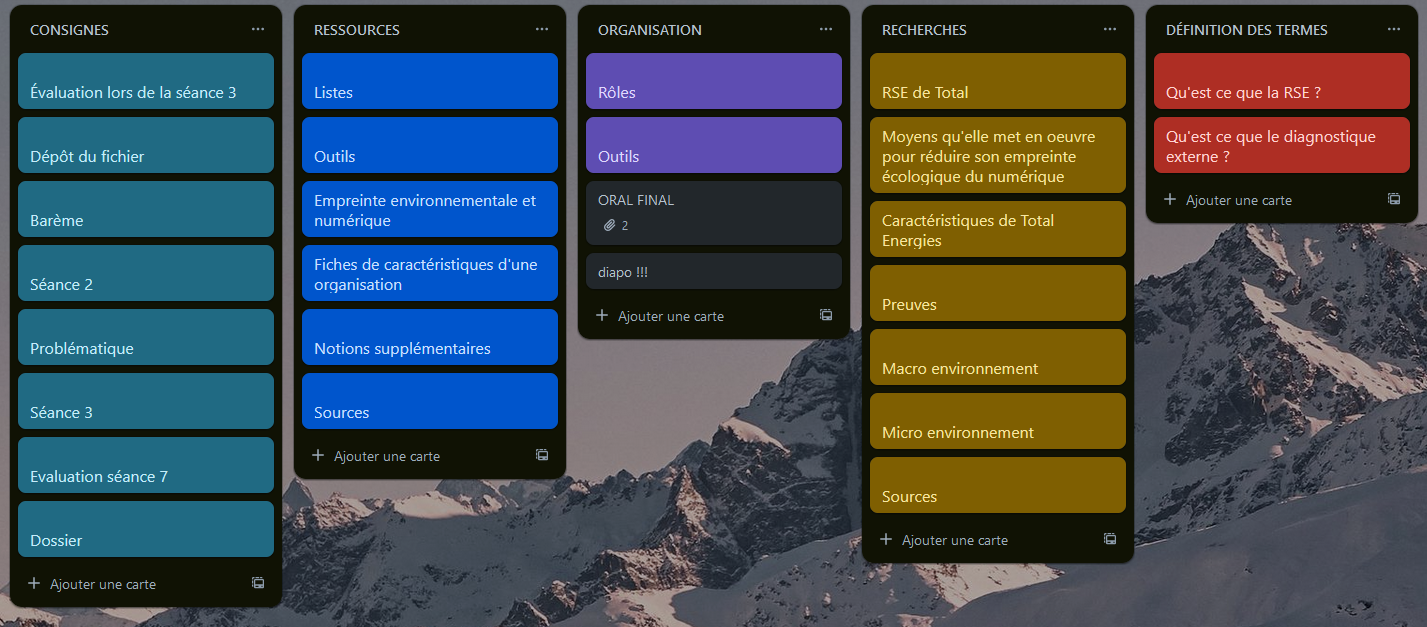 CONSIGNES
Évaluation lors de la séance 3
Dépôt du fichier
Barème
Séance 2
Problématique
Séance 3
Evaluation séance 7
Dossier
Ajouter une carte
RESSOURCES
Listes
Outils
Empreinte environnementale et
numérique
Fiches de caractéristiques d'une
organisation
Notions supplémentaires
Sources
Ajouter une carte
ORGANISATION
Rôles
Outils
ORAL FINAL
2
diapo !!!
Ajouter une carte
RECHERCHES
RSE de Total
Moyens qu'elle met en oeuvre
pour réduire son empreinte
écologique du numérique
Caractéristiques de Total
Energies
Preuves
Macro environnement
Micro environnement
Sources
Ajouter une carte
DÉFINITION DES TERMES
Qu'est ce que la RSE ?
Qu'est ce que le diagnostique
externe ?
Ajouter une carte